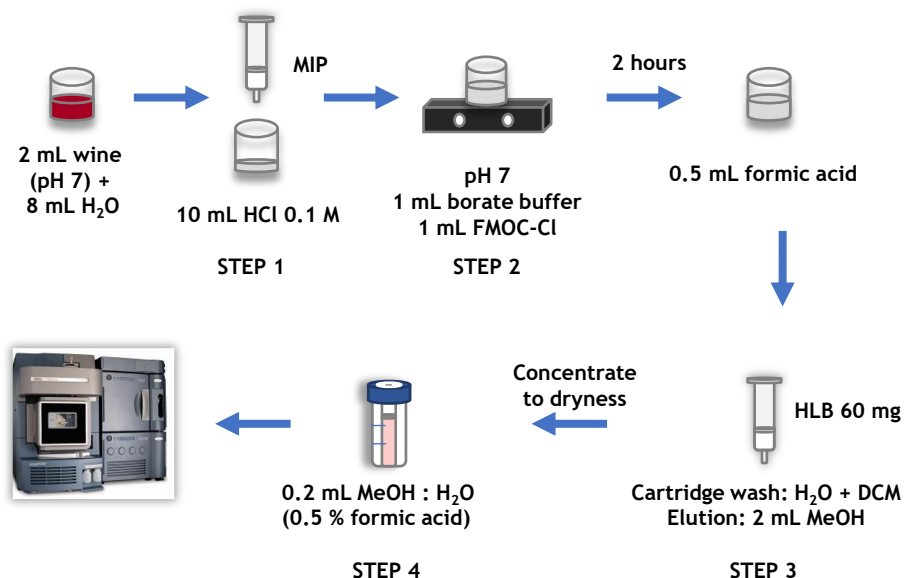 MIP
2 hours
2 mL wine
(pH 7) +
8 mL H₂O
10 mL HCl 0.1 M
pH 7
1 mL borate buffer
1 mL FMOC-Cl
0.5 mL formic acid
STEP 1
STEP 2
Concentrate
to dryness
HLB 60 mg
0.2 mL MeOH : H₂O
(0.5 % formic acid)
Cartridge wash: H₂O + DCM
Elution: 2 mL MeOH
STEP 4
STEP 3